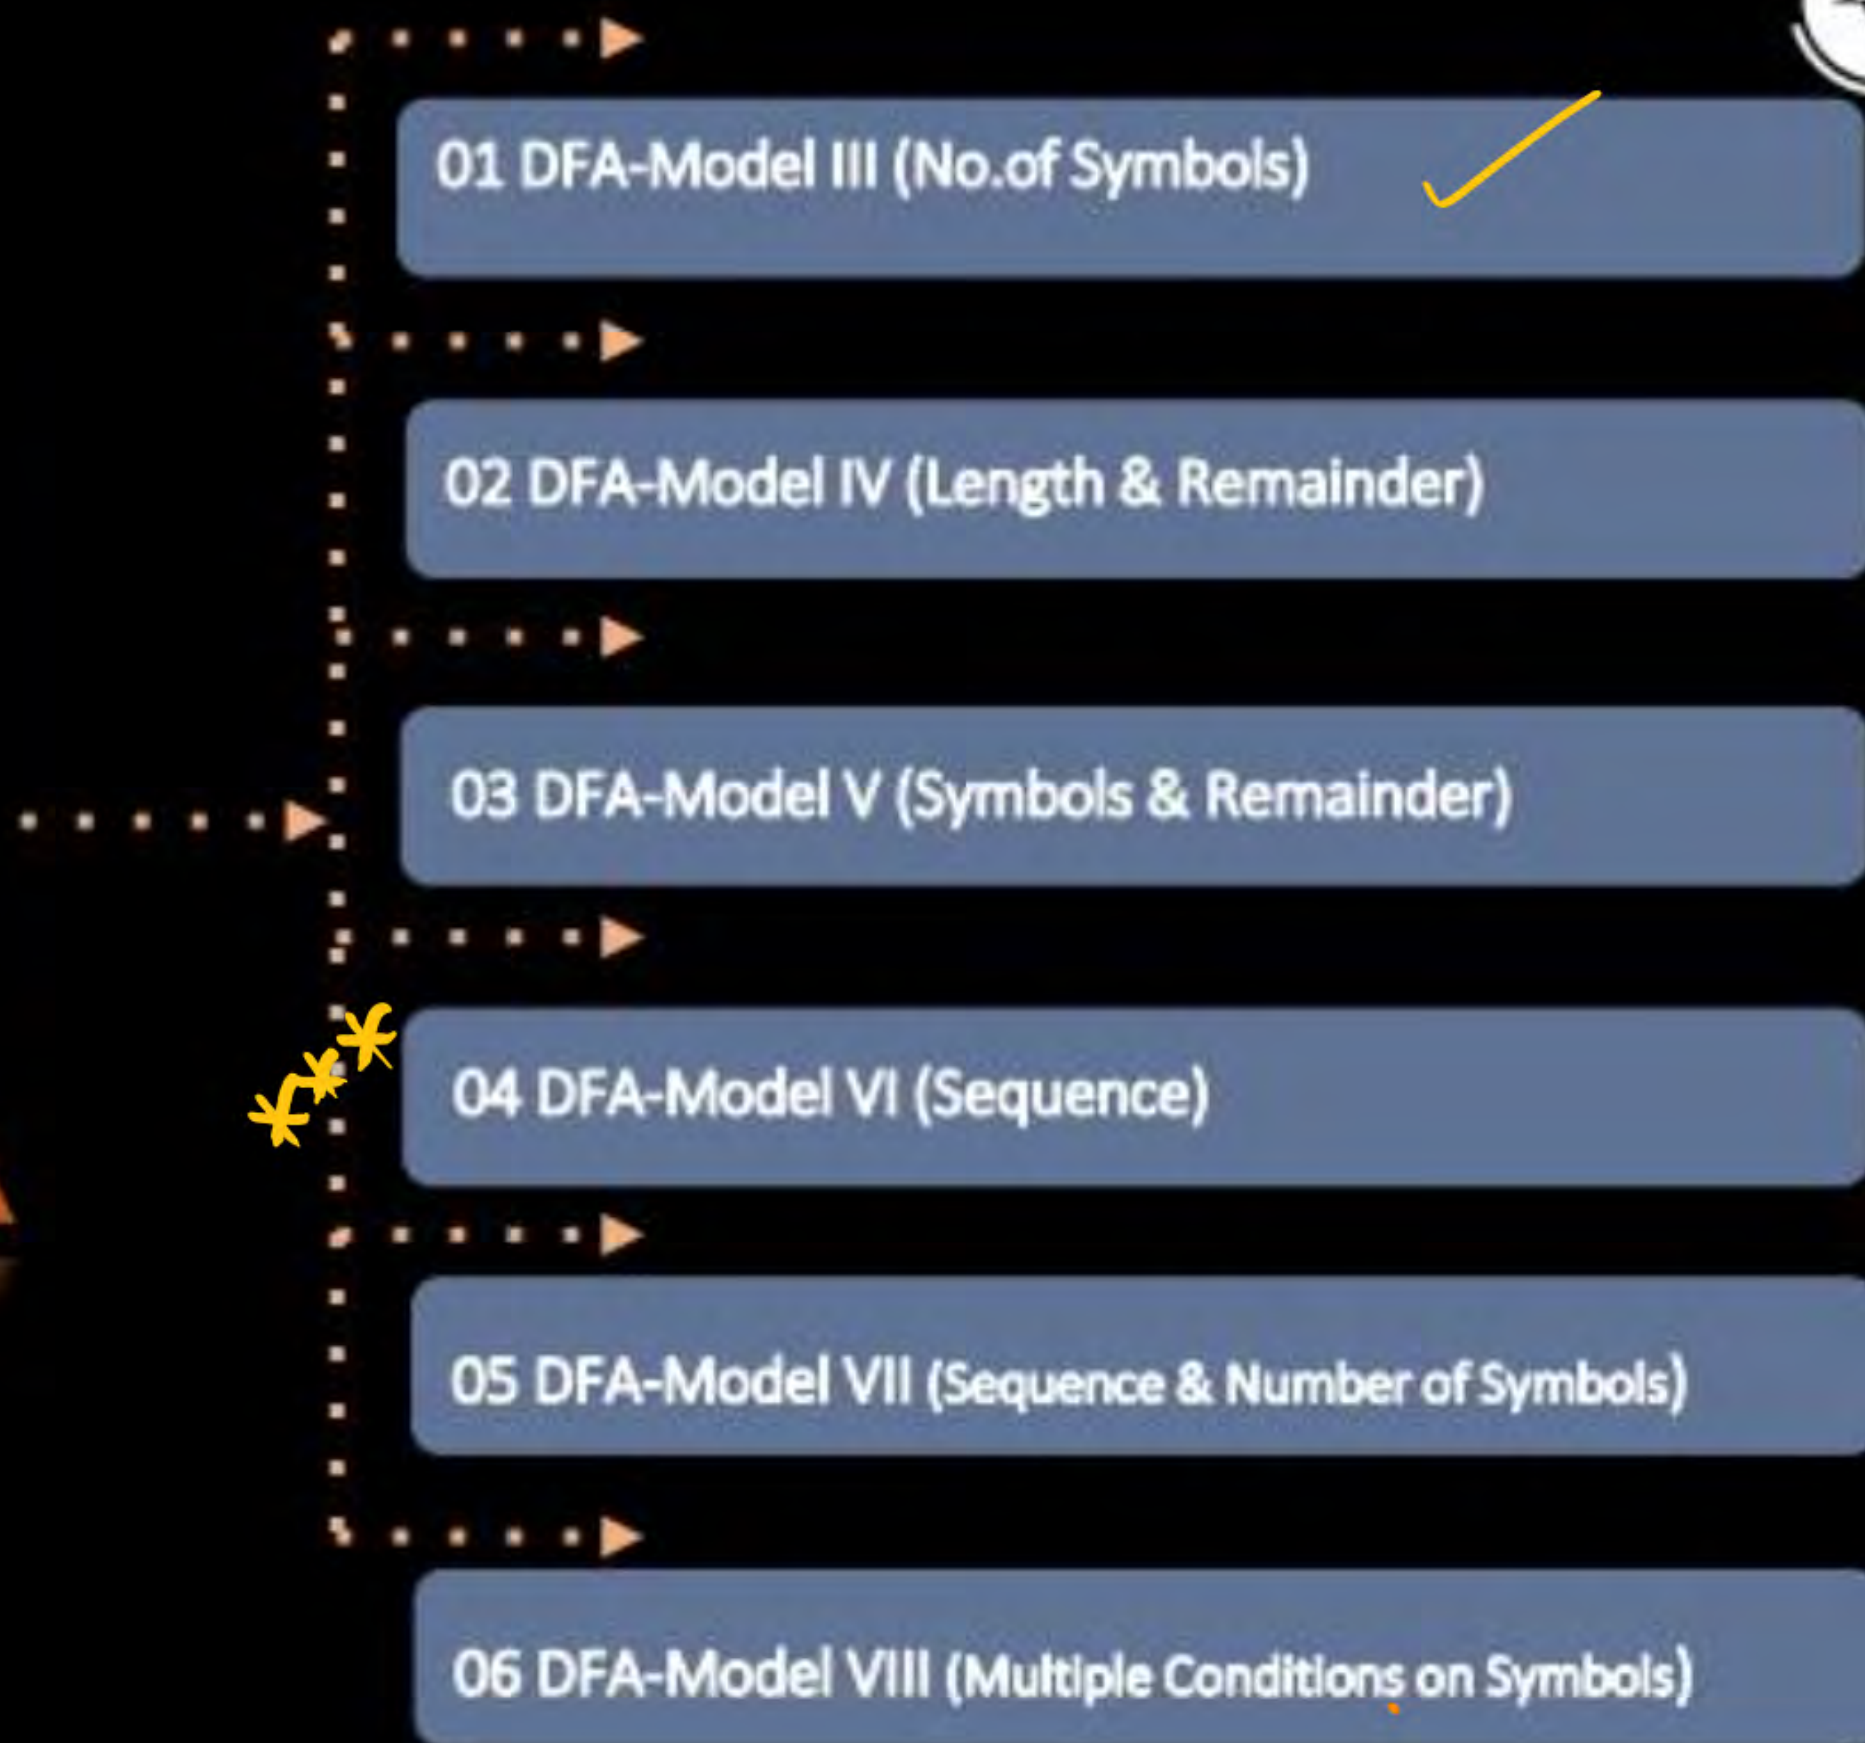 01 DFA-Model III (No.of Symbols)
02 DFA-Model IV (Length & Remainder)
03 DFA-Model V (Symbols & Remainder)
04 DFA-Model VI (Sequence)
05 DFA-Model VII (Sequence & Number of Symbols)
06 DFA-Model VIII (Multiple Conditions on Symbols)